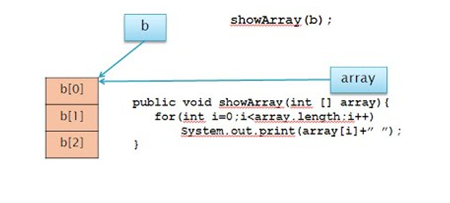 b
showArray(b);
array
b[0]
b[1]
b[2]
public void showArray(int [] array){
for(int i=0;i<array.length;i++)
System.out.print(array[i]+" ");
}